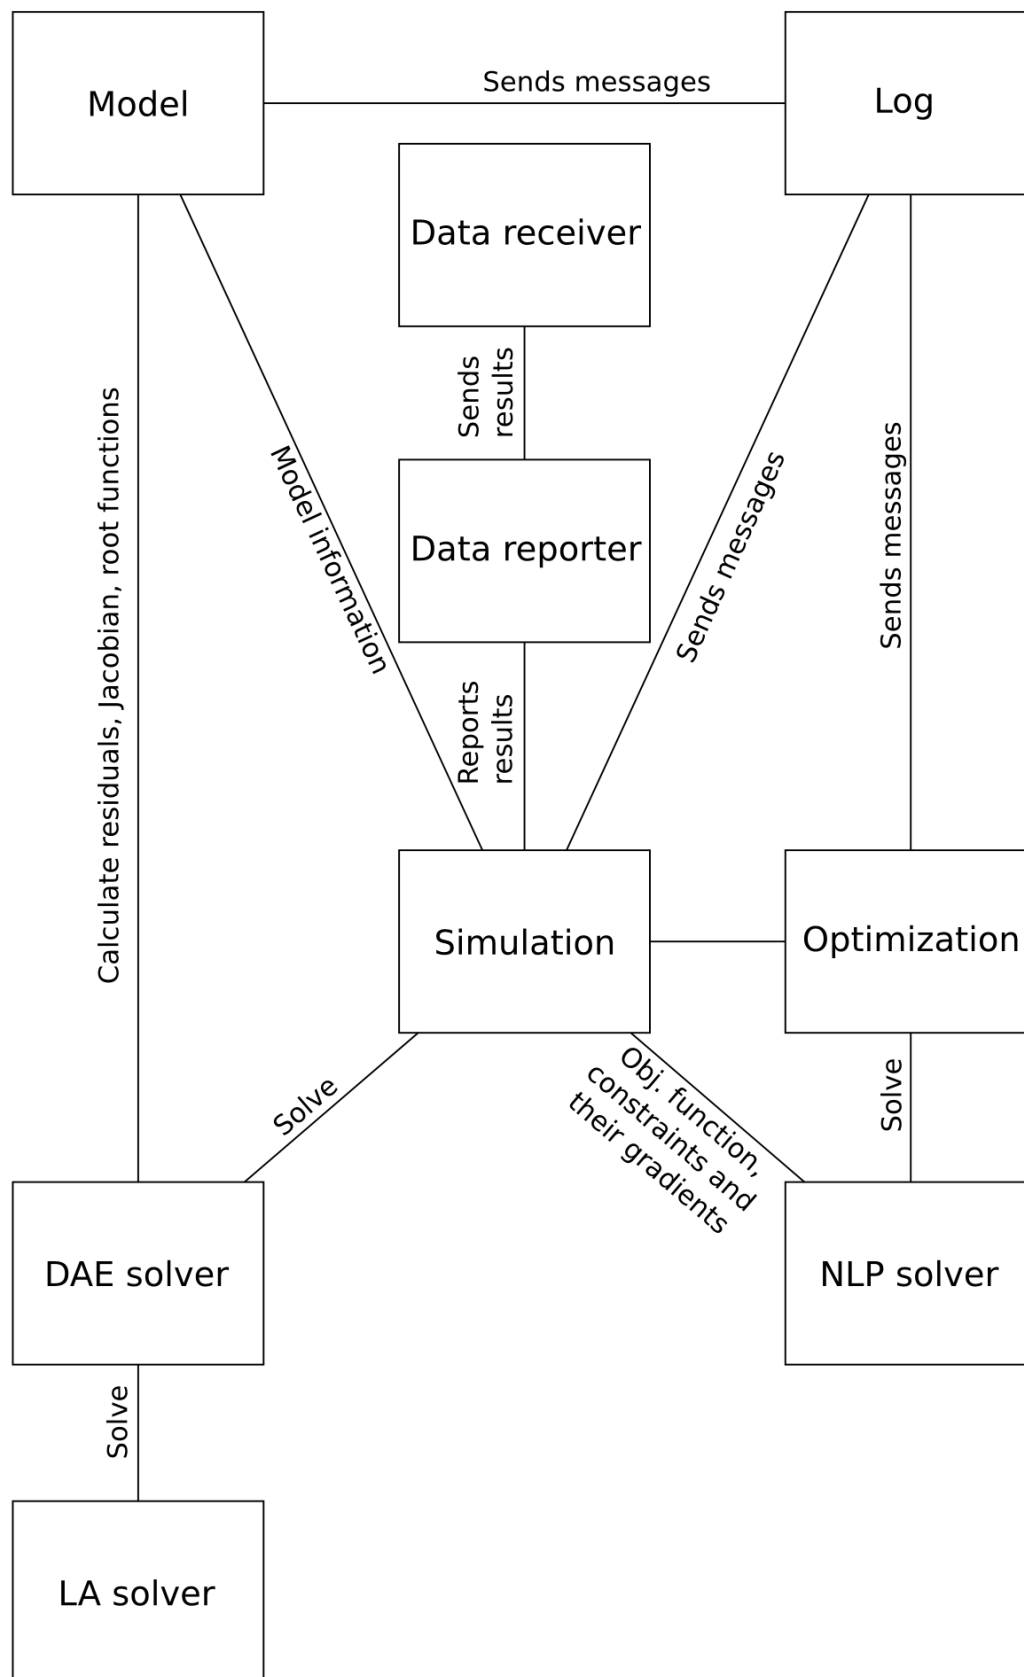 Model
Sends messages
Log
Data receiver
Sends
results
Data reporter
Calculate residuals, Jacobian, root functions
Model information
Sends messages
Sends messages
Reports
results
Simulation
Optimization
Solve
Obj. function,
constraints and
their gradients
Solve
DAE solver
NLP solver
Solve
LA solver